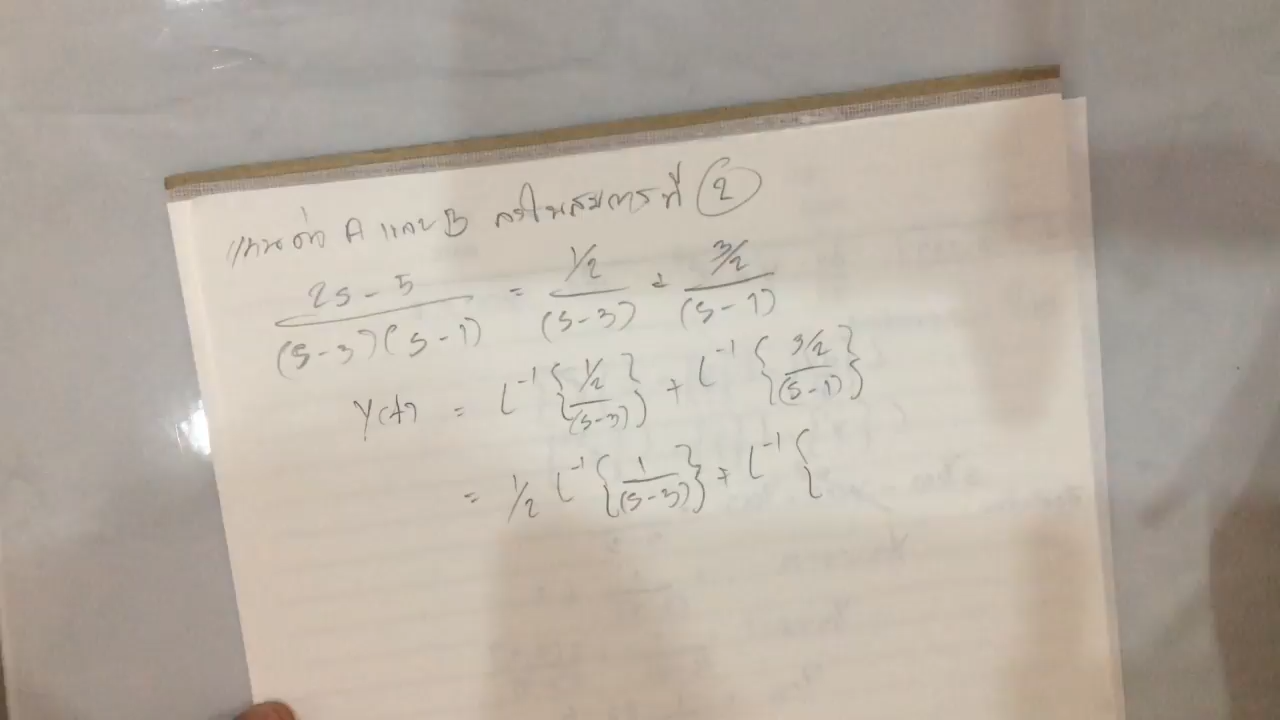 แทนค่า A และ B ลงในสมการที่ ②
2s - 5 / (s-3)(s-1) = 1/2 / (s-3) + 3/2 / (s-1)
y(t) = L⁻¹ { 1/2 / (s-3) } + L⁻¹ { 3/2 / (s-1) }
= 1/2 L⁻¹ { 1 / (s-3) } + L⁻¹ {